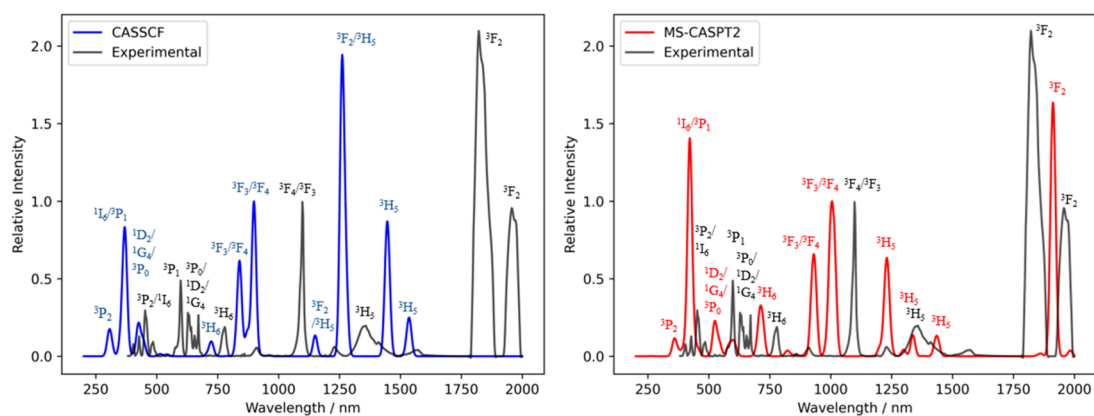 CASSCF
Experimental
³F₂/³H₅
³F₂
¹I₆/³P₁
¹D₂/
¹G₄/
³P₀
³F₃/³F₄
³F₃/³F₄
³F₄/³F₃
³H₅
³F₂
³P₁
³P₀/
¹D₂/
¹G₄
³P₂
³P₂/¹I₆
³H₆
³H₆
³F₂
/³H₅
³H₅
³H₅
2.0
1.5
1.0
0.5
0.0
Relative Intensity
250 500 750 1000 1250 1500 1750 2000
Wavelength / nm
MS-CASPT2
Experimental
³F₂
¹I₆/³P₁
³F₂
³F₃/³F₄
³F₄/³F₃
³P₂/
¹I₆
³P₁
³P₀/
¹D₂/
¹G₄
³F₃/³F₄
³H₅
³F₂
¹D₂/
¹G₄/
³P₀
³H₆
³P₂
³H₆
³H₅
³H₅
³H₅
2.0
1.5
1.0
0.5
0.0
Relative Intensity
250 500 750 1000 1250 1500 1750 2000
Wavelength / nm